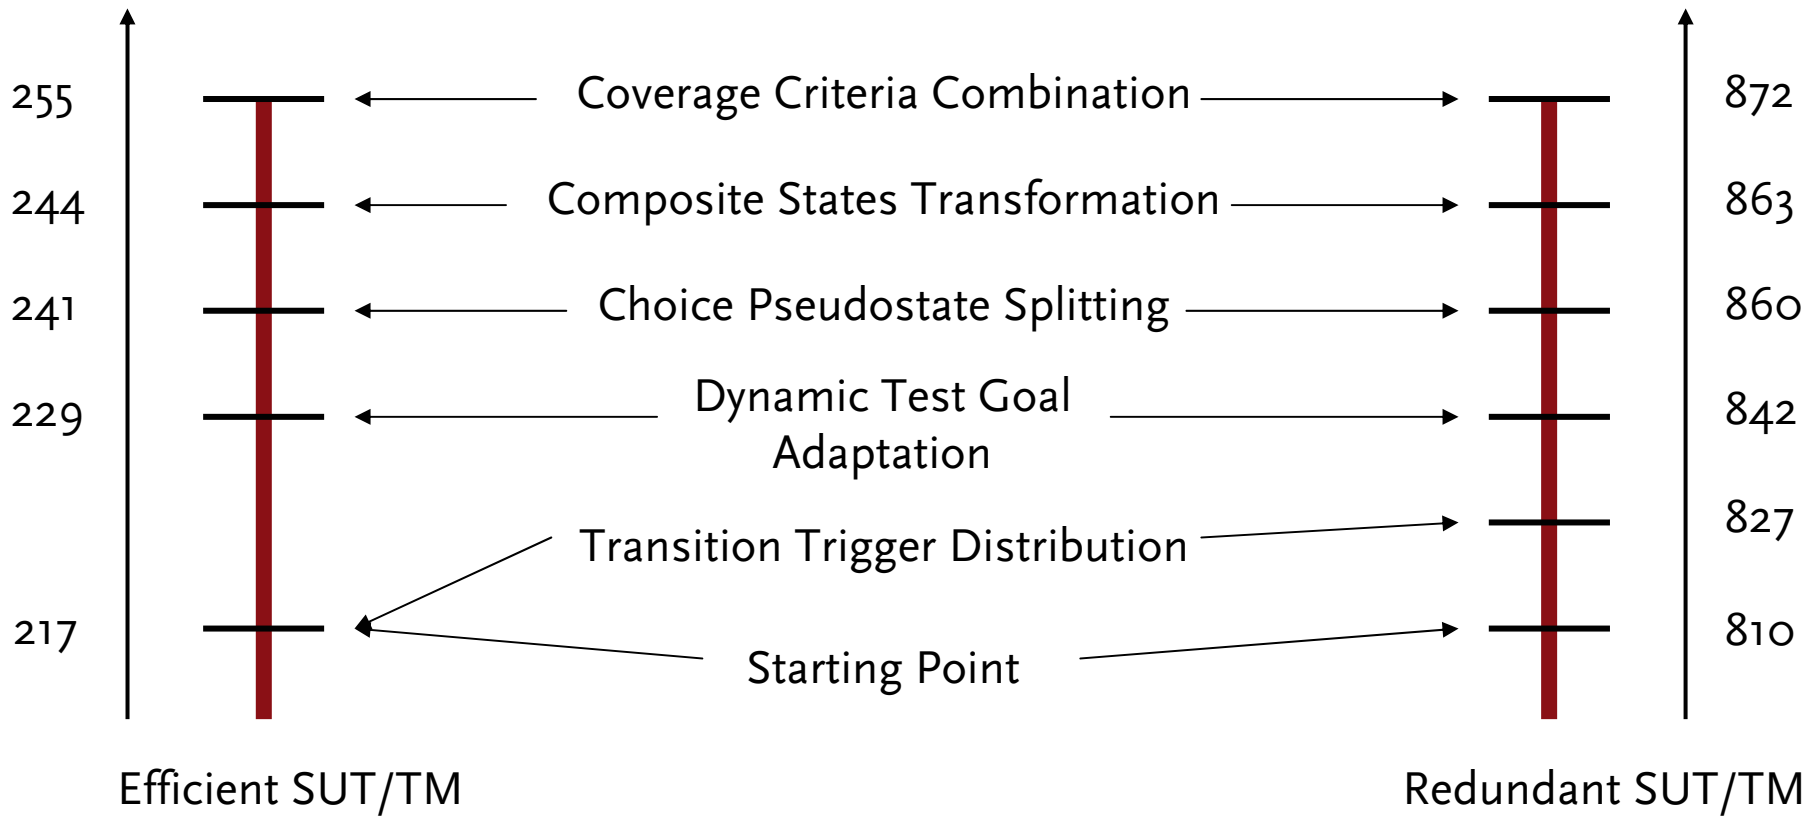 255 Coverage Criteria Combination 872
244 Composite States Transformation 863
241 Choice Pseudostate Splitting 860
229 Dynamic Test Goal 842
Adaptation
Transition Trigger Distribution 827
217 Starting Point 810
Efficient SUT/TM Redundant SUT/TM